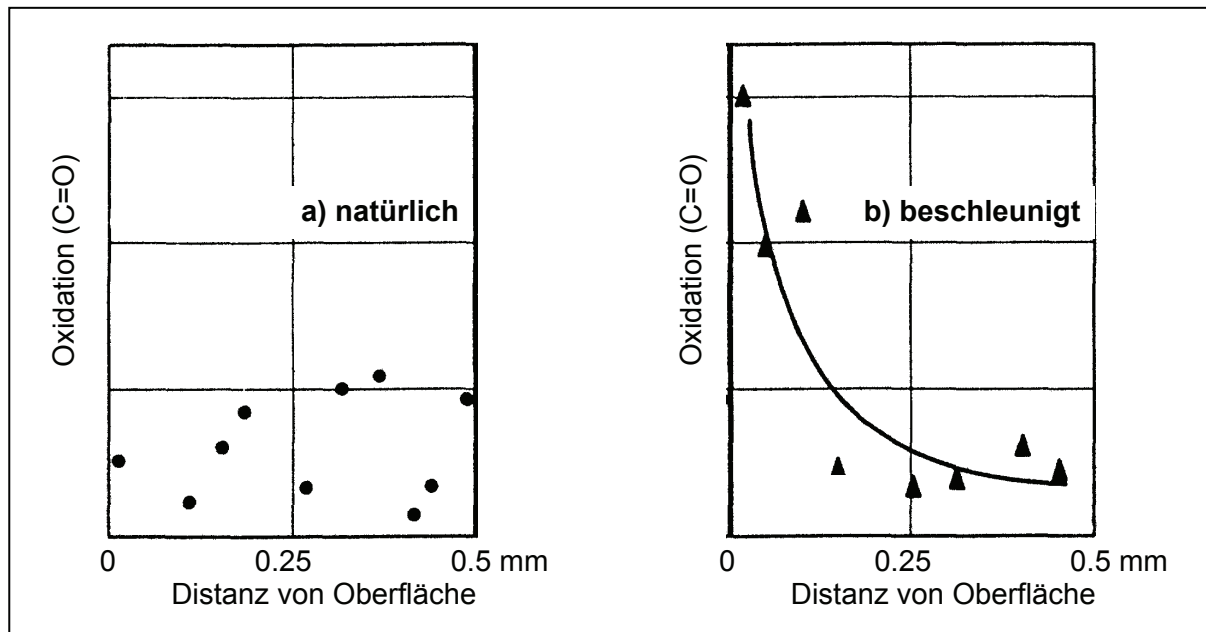 Oxidation (C=O)
a) natürlich
0
0.25
0.5 mm
Distanz von Oberfläche
Oxidation (C=O)
b) beschleunigt
0
0.25
0.5 mm
Distanz von Oberfläche